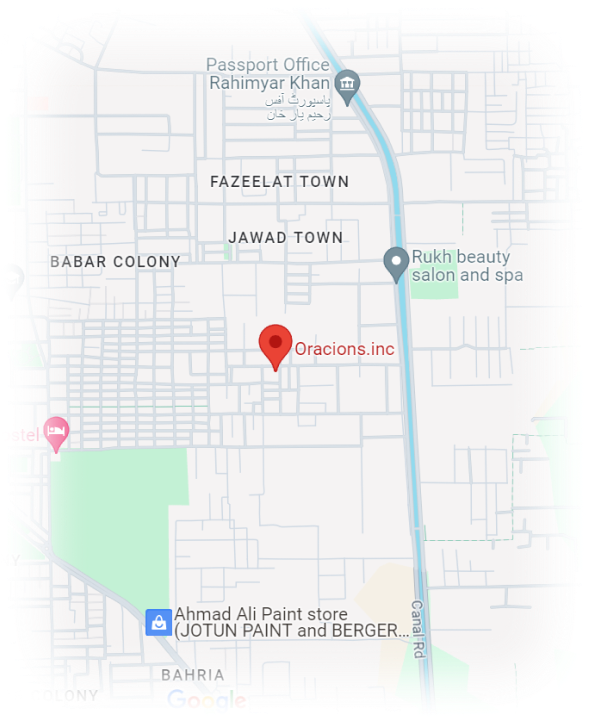 Passport Office
Rahimyar Khan
پاسپورٹ آفس
رحیم یار خان
FAZEELAT TOWN
JAWAD TOWN
BABAR COLONY
Rukh beauty
salon and spa
Oracions.inc
stel
Ahmad Ali Paint store
(JOTUN PAINT and BERGER...
Canal Rd
BAHRIA
OLONY
Google